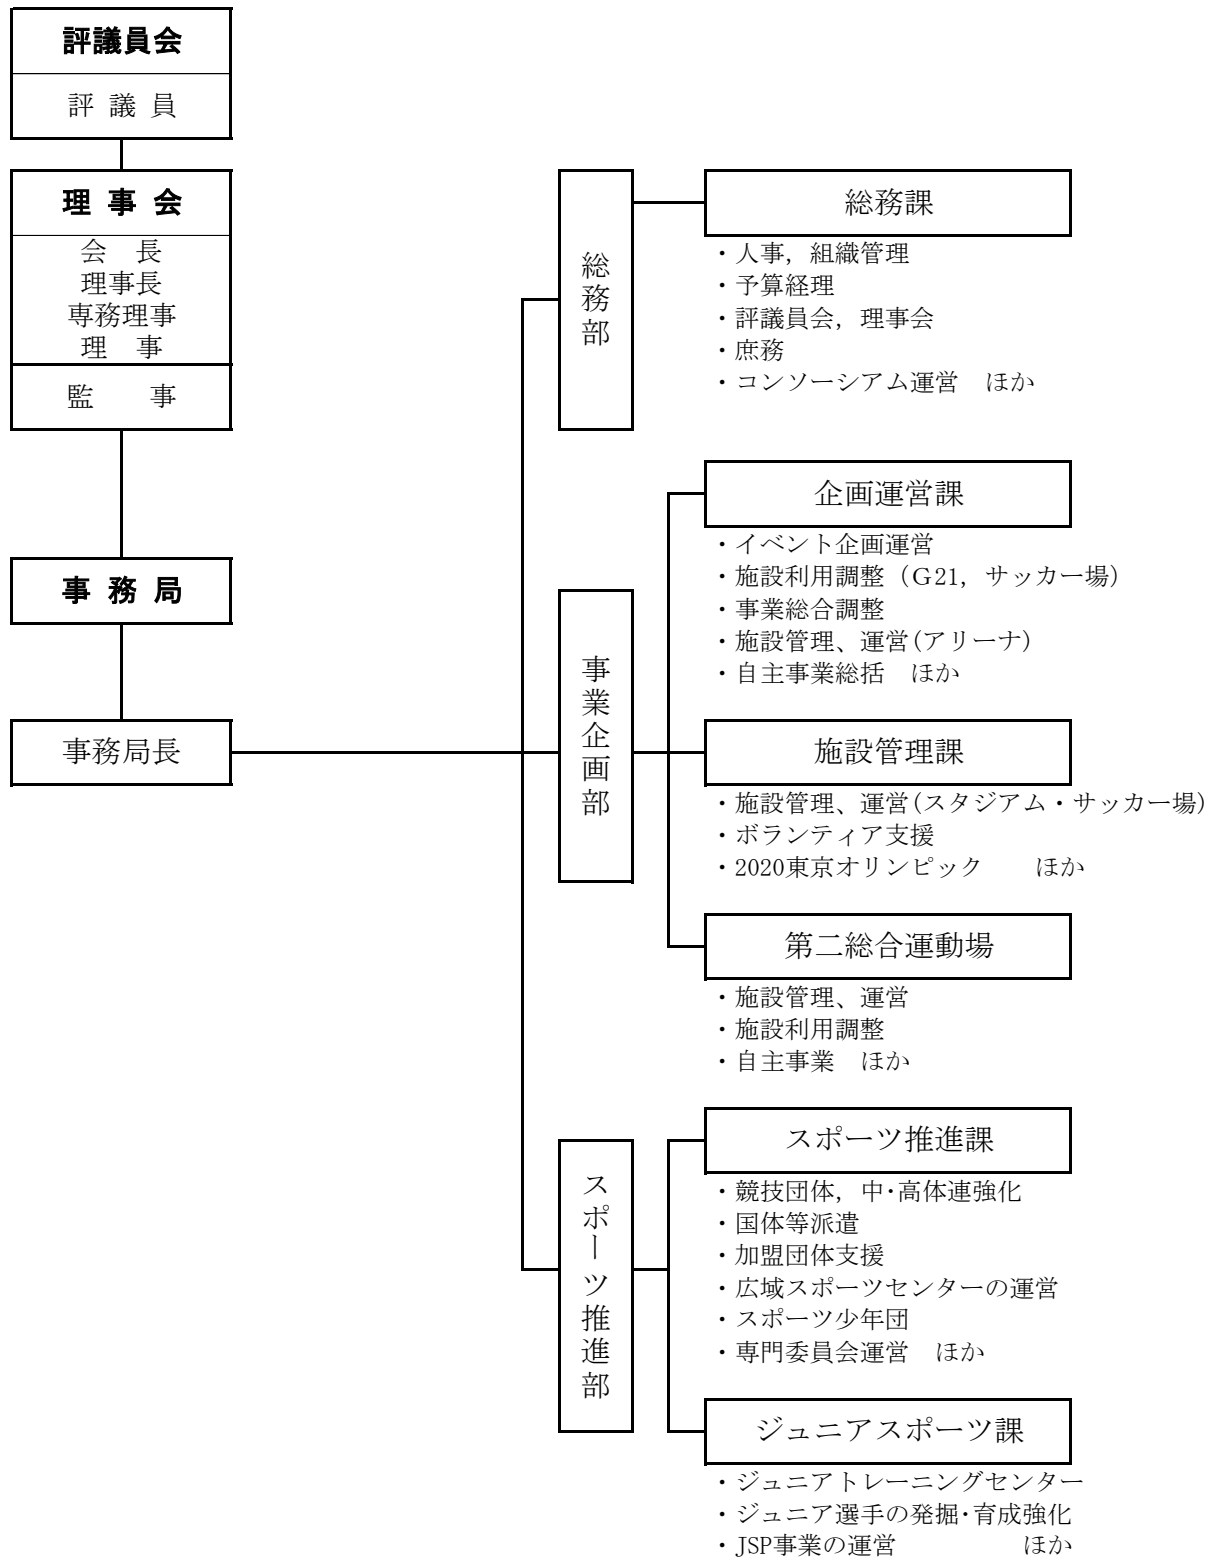 評議員会
評 議 員
理 事 会
会　長
理事長
専務理事
理　事
監　　事
事 務 局
事務局長
総務部
総務課
・人事，組織管理
・予算経理
・評議員会，理事会
・庶務
・コンソーシアム運営　ほか
事業企画部
企画運営課
・イベント企画運営
・施設利用調整（Ｇ21，サッカー場）
・事業総合調整
・施設管理、運営(アリーナ)
・自主事業総括　ほか
施設管理課
・施設管理、運営(スタジアム・サッカー場)
・ボランティア支援
・2020東京オリンピック　　ほか
第二総合運動場
・施設管理、運営
・施設利用調整
・自主事業　ほか
スポーツ推進部
スポーツ推進課
・競技団体，中･高体連強化
・国体等派遣
・加盟団体支援
・広域スポーツセンターの運営
・スポーツ少年団
・専門委員会運営　ほか
ジュニアスポーツ課
・ジュニアトレーニングセンター
・ジュニア選手の発掘･育成強化
・JSP事業の運営　　　　　ほか